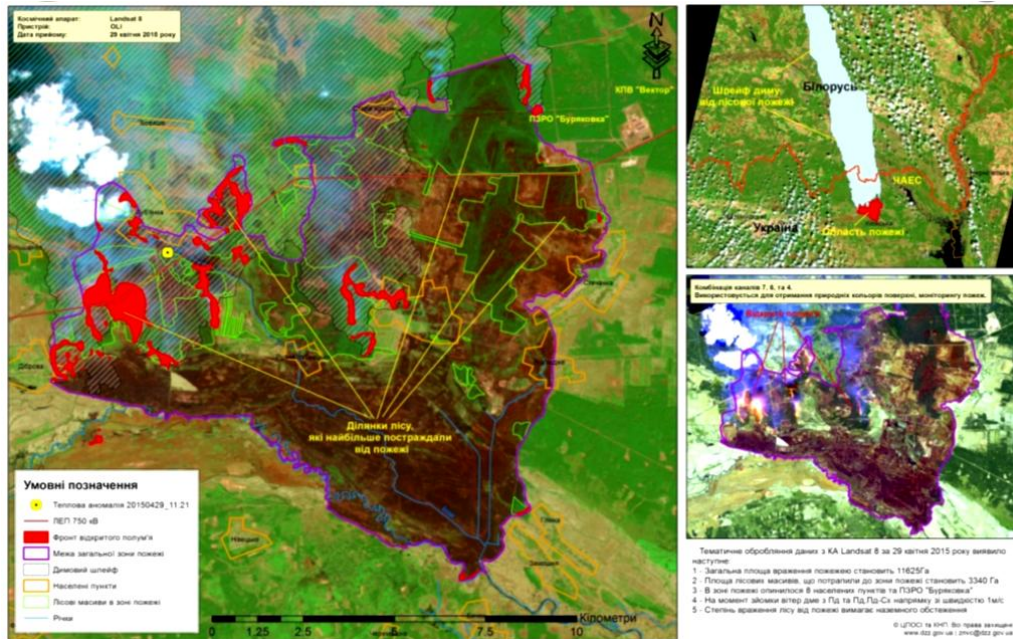 Космічний апарат: Landsat 8
Пристрій: OLI
Дата прийому: 29 квітня 2015 року
N
КПВ "Вектор"
ПЗРО "Буряковка"
Ділянки лісу,
які найбільше постраждали
від пожежі
Умовні позначення
Теплова аномалія 20150429_11.21
ЛЕП 750 кВ
Фронт відкритого полум'я
Межа загальної зони пожежі
Димовий шлейф
Населені пункти
Лісові масиви в зоні пожежі
Річки
Кілометри
0 1.25 2.5 5 7.5 10
Білорусь
Шлейф диму
від лісової пожежі
ЧАЕС
Україна
Область пожежі
Комбінація каналів 7, 6, та 4.
Використовується для отримання природніх кольорів поверхні, моніторингу пожеж.
Тематичне оброблення даних з КА Landsat 8 за 29 квітня 2015 року виявило
наступне:
1 - Загальна площа враження пожежею становить 11625Га
2 - Площа лісових масивів, що потрапили до зони пожежі становить 3340 Га
3 - В зоні пожежі опинилося 8 населених пунктів та ПЗРО "Буряковка"
4 - На момент зйомки вітер дме з Пд та Пд,Пд-Сх напрямку зі швидкістю 1м/с
5 - Степінь враження лісу від пожежі вимагає наземного обстеження
© ЦПОСІ та КНП. Всі права захищені
www.dzz.gov.ua